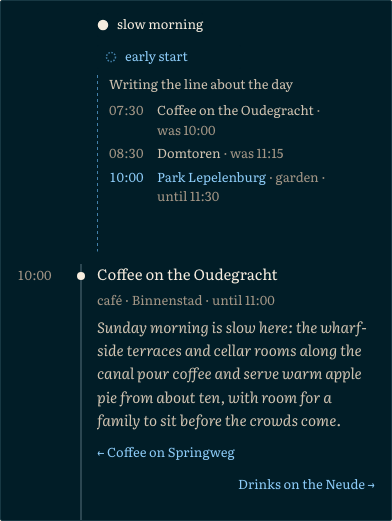 slow morning
early start
Writing the line about the day
07:30 Coffee on the Oudegracht ·
was 10:00
08:30 Domtoren · was 11:15
10:00 Park Lepelenburg · garden ·
until 11:30
10:00 Coffee on the Oudegracht
café · Binnenstad · until 11:00
Sunday morning is slow here: the wharf-
side terraces and cellar rooms along the
canal pour coffee and serve warm apple
pie from about ten, with room for a
family to sit before the crowds come.
← Coffee on Springweg
Drinks on the Neude →